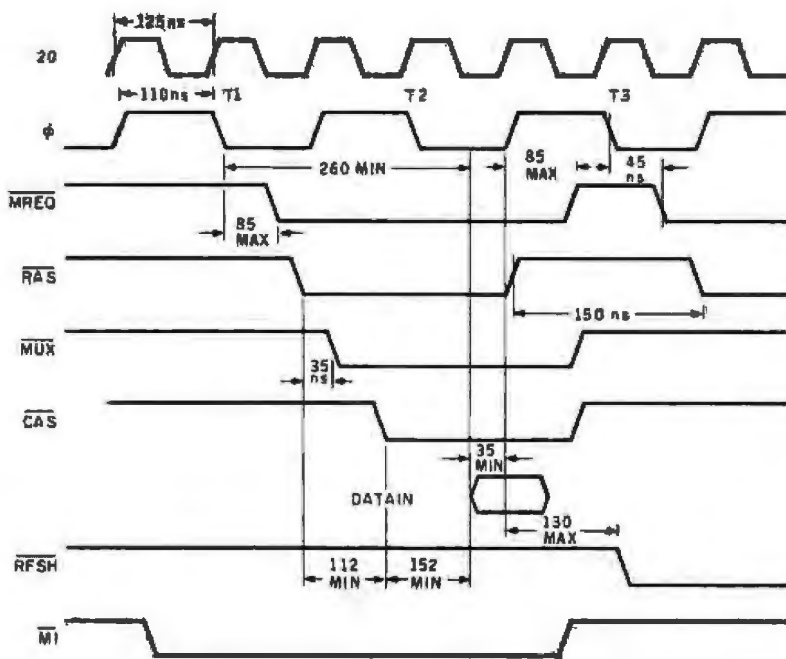 125ns
20
110ns T1 T2 T3
ϕ
260 MIN 85 MAX 45 ns
MREQ
85 MAX
RAS
150 ns
MUX
35 ns
CAS
35 MIN
DATAIN
130 MAX
RFSH
112 MIN 152 MIN
M1